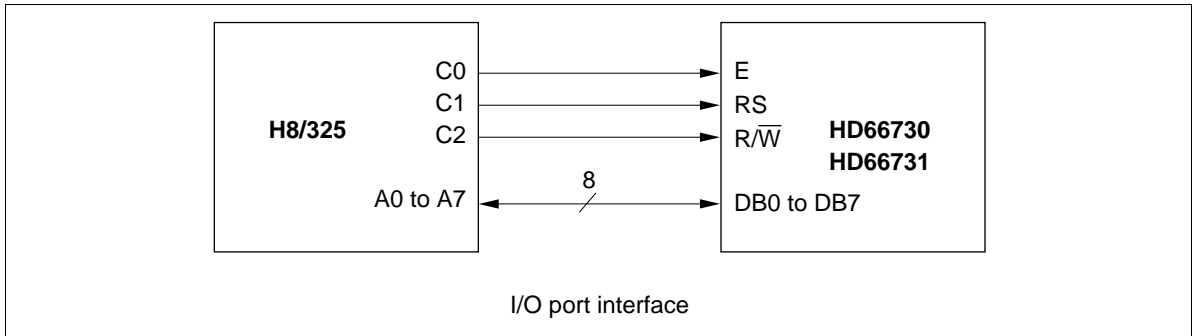 H8/325
C0
C1
C2
A0 to A7
8
E
RS
R/W̅
DB0 to DB7
HD66730
HD66731
I/O port interface